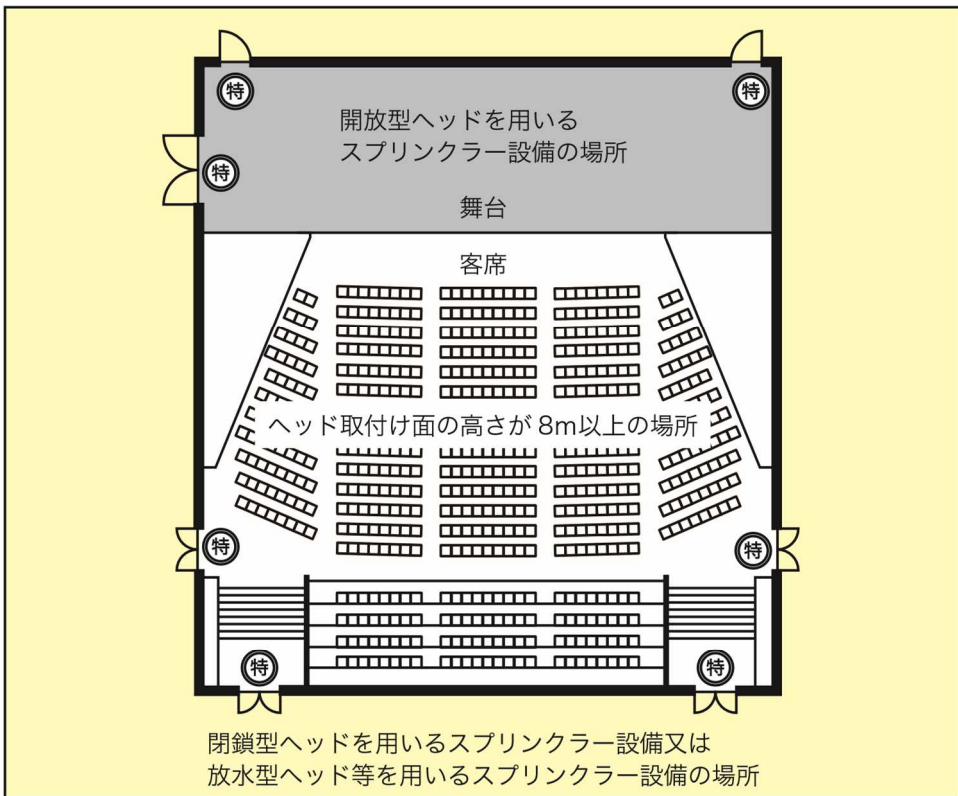 特
特
開放型ヘッドを用いる
スプリンクラー設備の場所
特
舞台
客席
ヘッド取付け面の高さが 8m以上の場所
特
特
特
特
閉鎖型ヘッドを用いるスプリンクラー設備又は
放水型ヘッド等を用いるスプリンクラー設備の場所